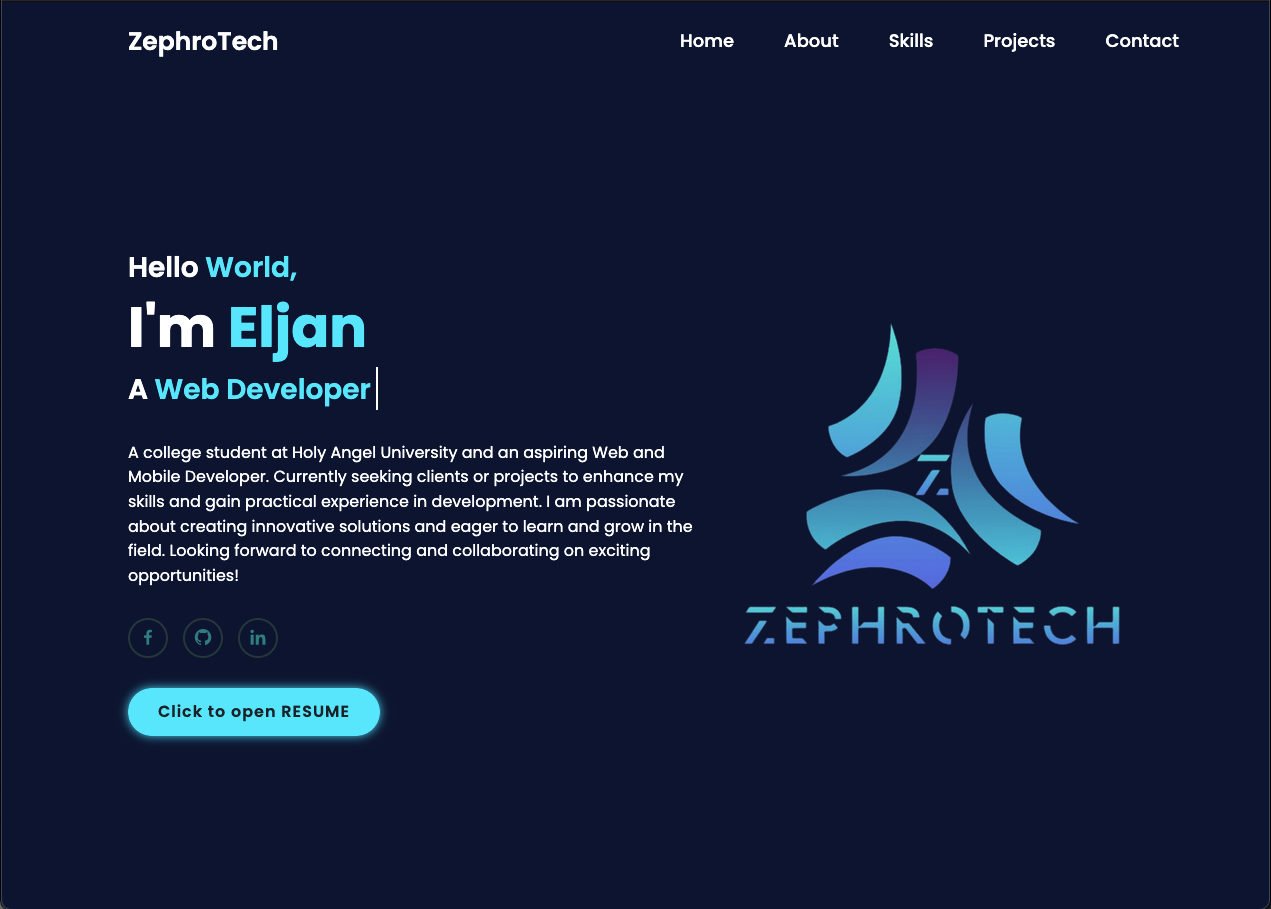 ZephroTech
Home About Skills Projects Contact
Hello World,
I'm Eljan
A Web Developer
A college student at Holy Angel University and an aspiring Web and
Mobile Developer. Currently seeking clients or projects to enhance my
skills and gain practical experience in development. I am passionate
about creating innovative solutions and eager to learn and grow in the
field. Looking forward to connecting and collaborating on exciting
opportunities!
f
in
Click to open RESUME
Z
ZEPHROTECH